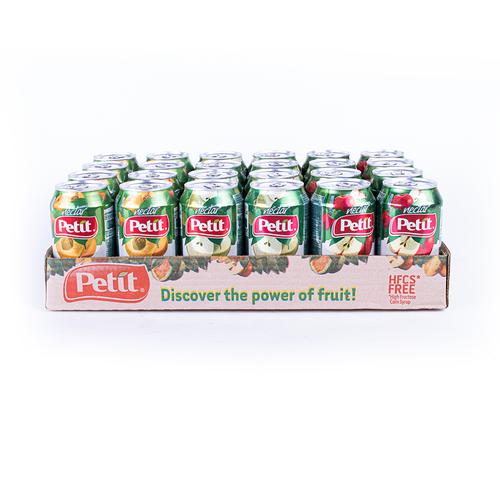 nectar nectar nectar nectar nectar nectar
Petit. Petit. Petit. Petit. Petit. Petit.
Petit®
Discover the power of fruit!
HFCS*
FREE
*High Fructose
Corn Syrup